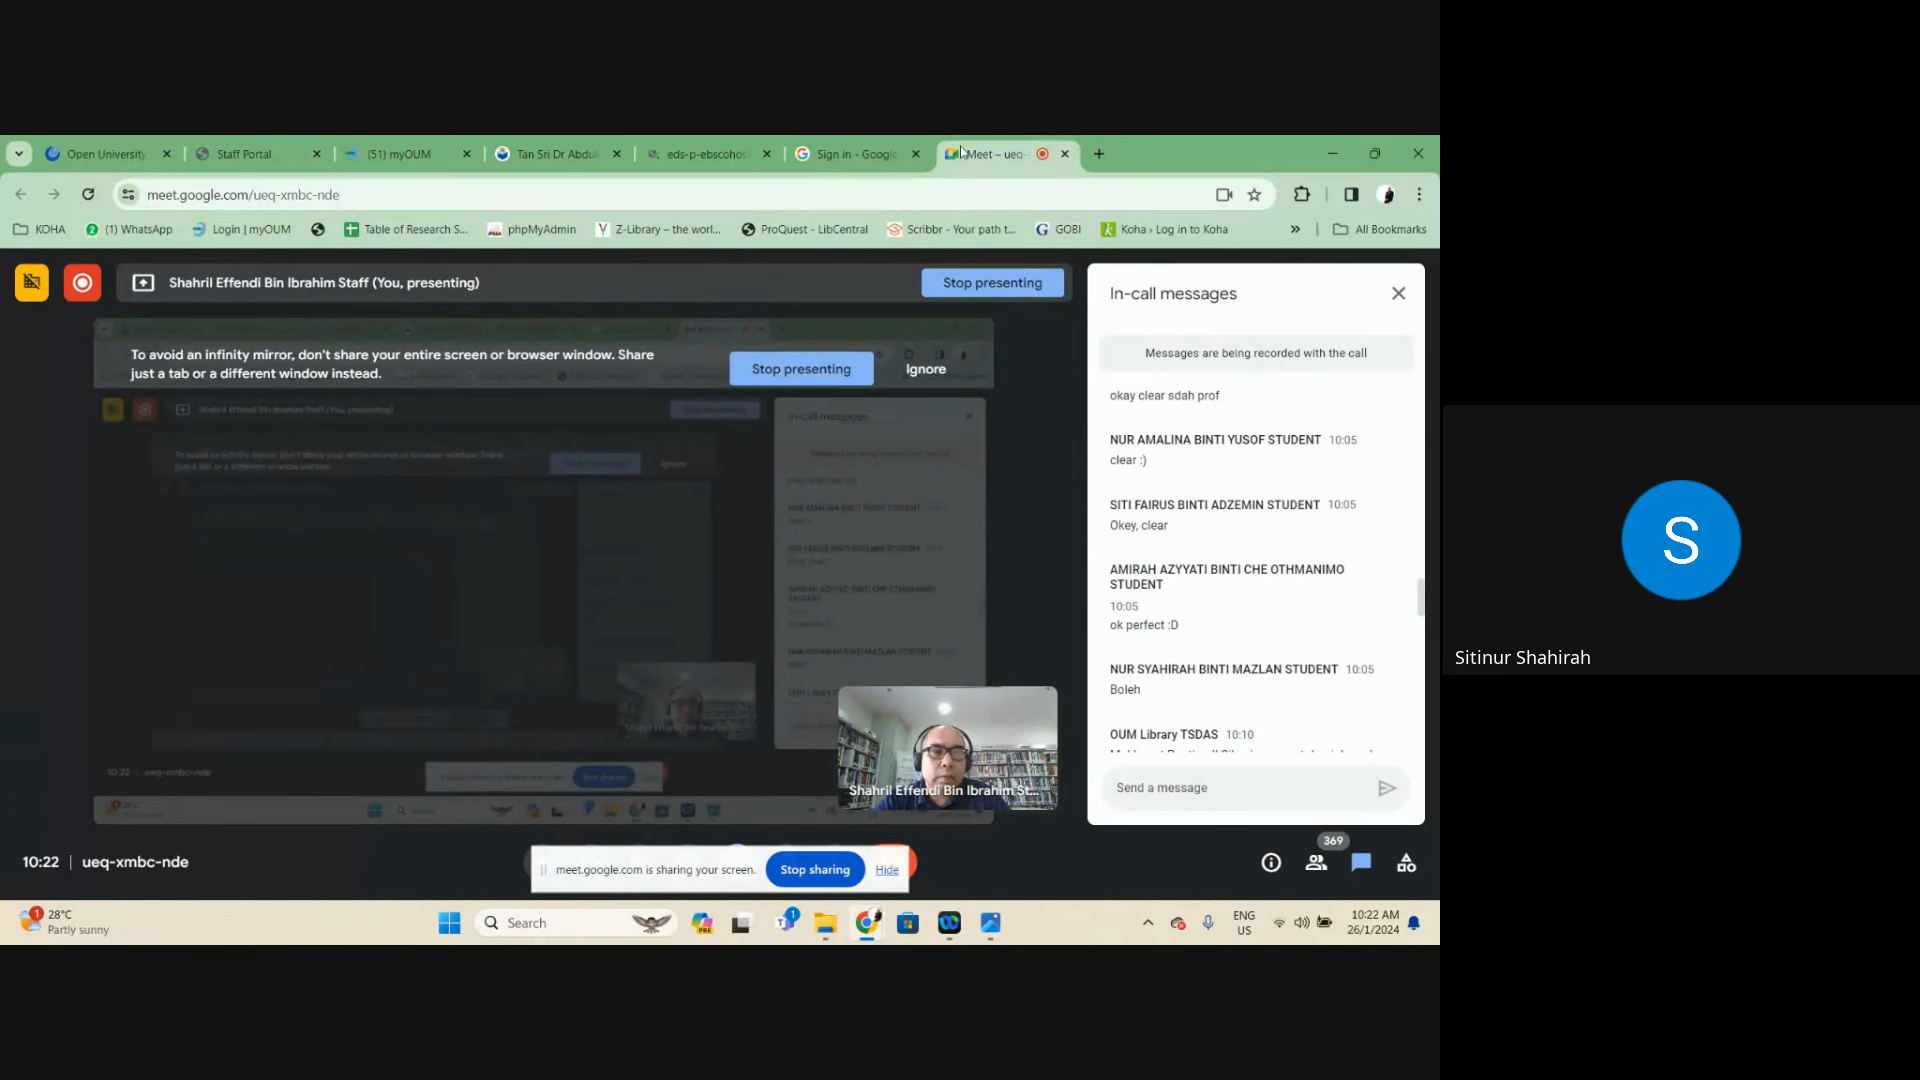 Open University
Staff Portal
(51) myOUM
Tan Sri Dr Abdul
eds-p-ebscohos
Sign in - Google
Meet – ueq-
meet.google.com/ueq-xmbc-nde
KOHA
(1) WhatsApp
Login | myOUM
Table of Research S...
phpMyAdmin
Z-Library – the worl...
ProQuest - LibCentral
Scribbr - Your path t...
GOBI
Koha › Log in to Koha
»
All Bookmarks
Shahril Effendi Bin Ibrahim Staff (You, presenting)
Stop presenting
To avoid an infinity mirror, don't share your entire screen or browser window. Share
just a tab or a different window instead.
Stop presenting
Ignore
In-call messages
Messages are being recorded with the call
okay clear sdah prof
NUR AMALINA BINTI YUSOF STUDENT 10:05
clear :)
SITI FAIRUS BINTI ADZEMIN STUDENT 10:05
Okey, clear
AMIRAH AZYYATI BINTI CHE OTHMANIMO
STUDENT
10:05
ok perfect :D
NUR SYAHIRAH BINTI MAZLAN STUDENT 10:05
Boleh
OUM Library TSDAS 10:10
Send a message
Shahril Effendi Bin Ibrahim St...
10:22 | ueq-xmbc-nde
meet.google.com is sharing your screen.
Stop sharing
Hide
369
1
28°C
Partly sunny
Search
PRE
1
ENG
US
10:22 AM
26/1/2024
S
Sitinur Shahirah